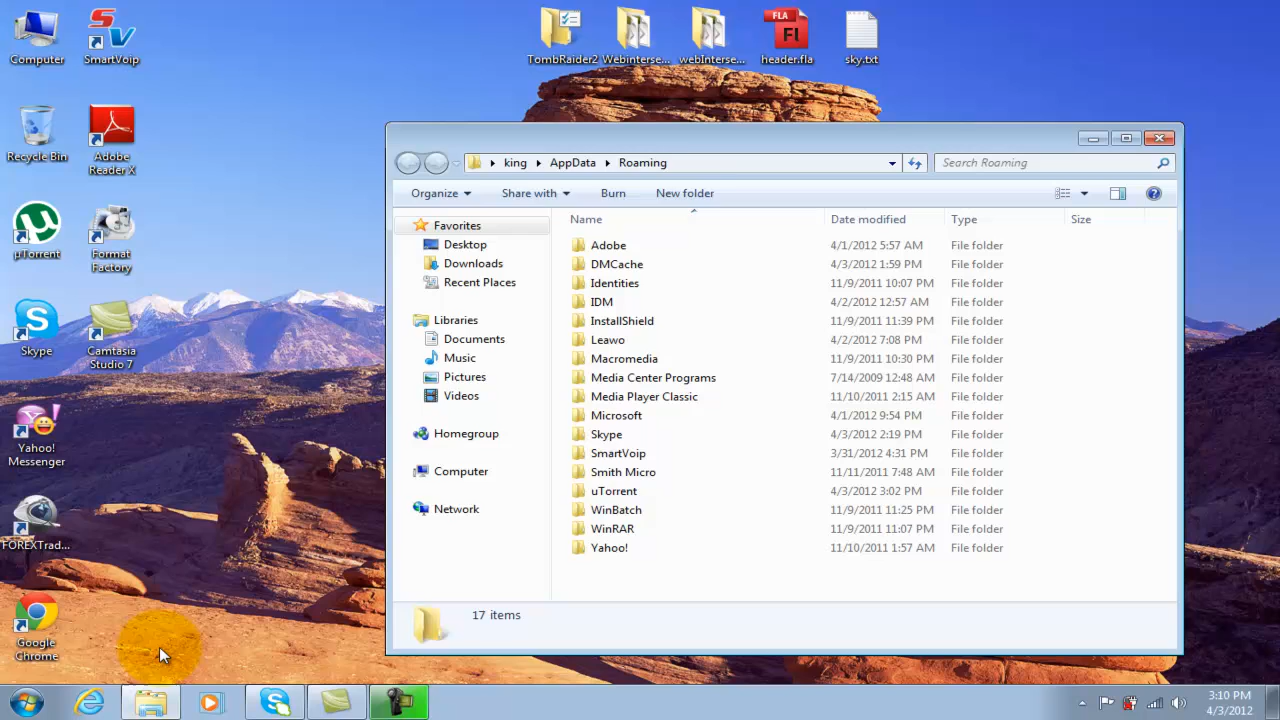 Computer
SmartVoip
TombRaider2
Webinterse...
webInterse...
header.fla
sky.txt
FLA
Recycle Bin
Adobe
Reader X
µTorrent
Format
Factory
Skype
Camtasia
Studio 7
Yahoo!
Messenger
FOREXTrad...
Google
Chrome
king
AppData
Roaming
Search Roaming
Organize
Share with
Burn
New folder
Favorites
Desktop
Downloads
Recent Places
Libraries
Documents
Music
Pictures
Videos
Homegroup
Computer
Network
Name Date modified Type Size
Adobe 4/1/2012 5:57 AM File folder
DMCache 4/3/2012 1:59 PM File folder
Identities 11/9/2011 10:07 PM File folder
IDM 4/2/2012 12:57 AM File folder
InstallShield 11/9/2011 11:39 PM File folder
Leawo 4/2/2012 7:08 PM File folder
Macromedia 11/9/2011 10:30 PM File folder
Media Center Programs 7/14/2009 12:48 AM File folder
Media Player Classic 11/10/2011 2:15 AM File folder
Microsoft 4/1/2012 9:54 PM File folder
Skype 4/3/2012 2:19 PM File folder
SmartVoip 3/31/2012 4:31 PM File folder
Smith Micro 11/11/2011 7:48 AM File folder
uTorrent 4/3/2012 3:02 PM File folder
WinBatch 11/9/2011 11:25 PM File folder
WinRAR 11/9/2011 11:07 PM File folder
Yahoo! 11/10/2011 1:57 AM File folder
17 items
3:10 PM
4/3/2012